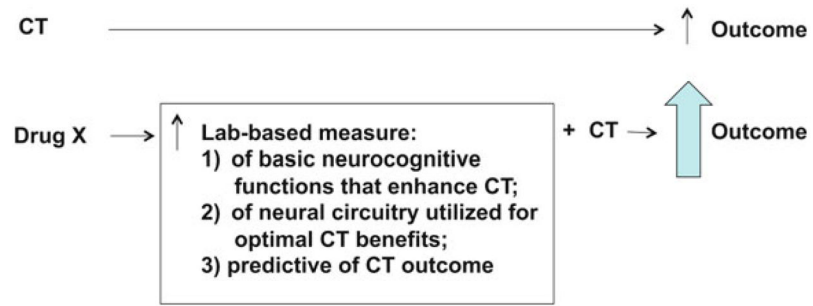 CT Outcome
Drug X Lab-based measure: + CT Outcome
1) of basic neurocognitive
functions that enhance CT;
2) of neural circuitry utilized for
optimal CT benefits;
3) predictive of CT outcome